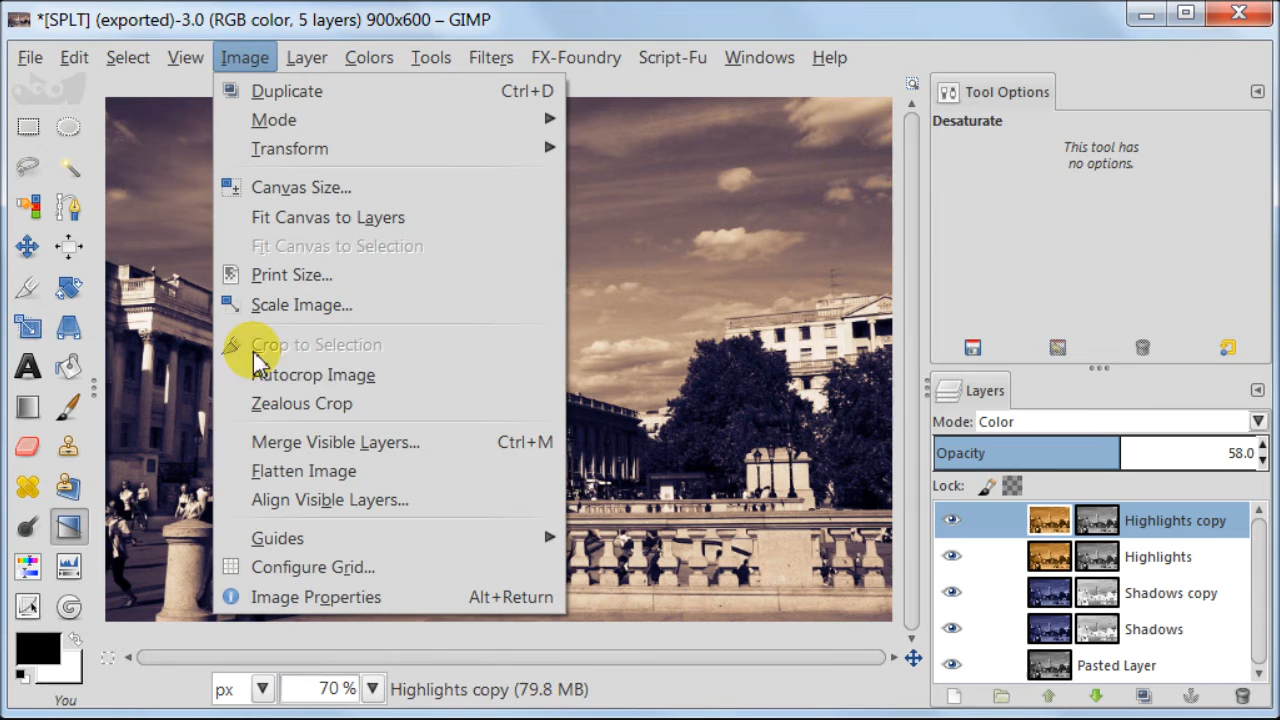 *[SPLT] (exported)-3.0 (RGB color, 5 layers) 900x600 – GIMP
File Edit Select View Image Layer Colors Tools Filters FX-Foundry Script-Fu Windows Help
Duplicate Ctrl+D
Mode
Transform
Canvas Size...
Fit Canvas to Layers
Fit Canvas to Selection
Print Size...
Scale Image...
Crop to Selection
Autocrop Image
Zealous Crop
Merge Visible Layers... Ctrl+M
Flatten Image
Align Visible Layers...
Guides
Configure Grid...
Image Properties Alt+Return
Tool Options
Desaturate
This tool has
no options.
Layers
Mode: Color
Opacity 58.0
Lock:
Highlights copy
Highlights
Shadows copy
Shadows
Pasted Layer
You
px 70 % Highlights copy (79.8 MB)